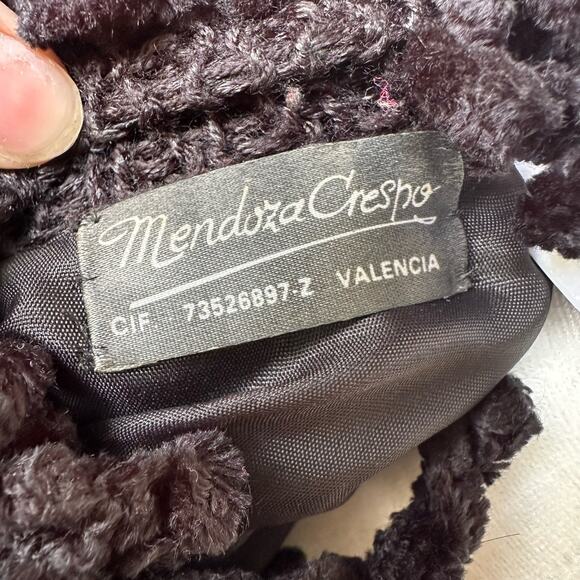 Mendoza Crespo
CIF 73526897-Z VALENCIA